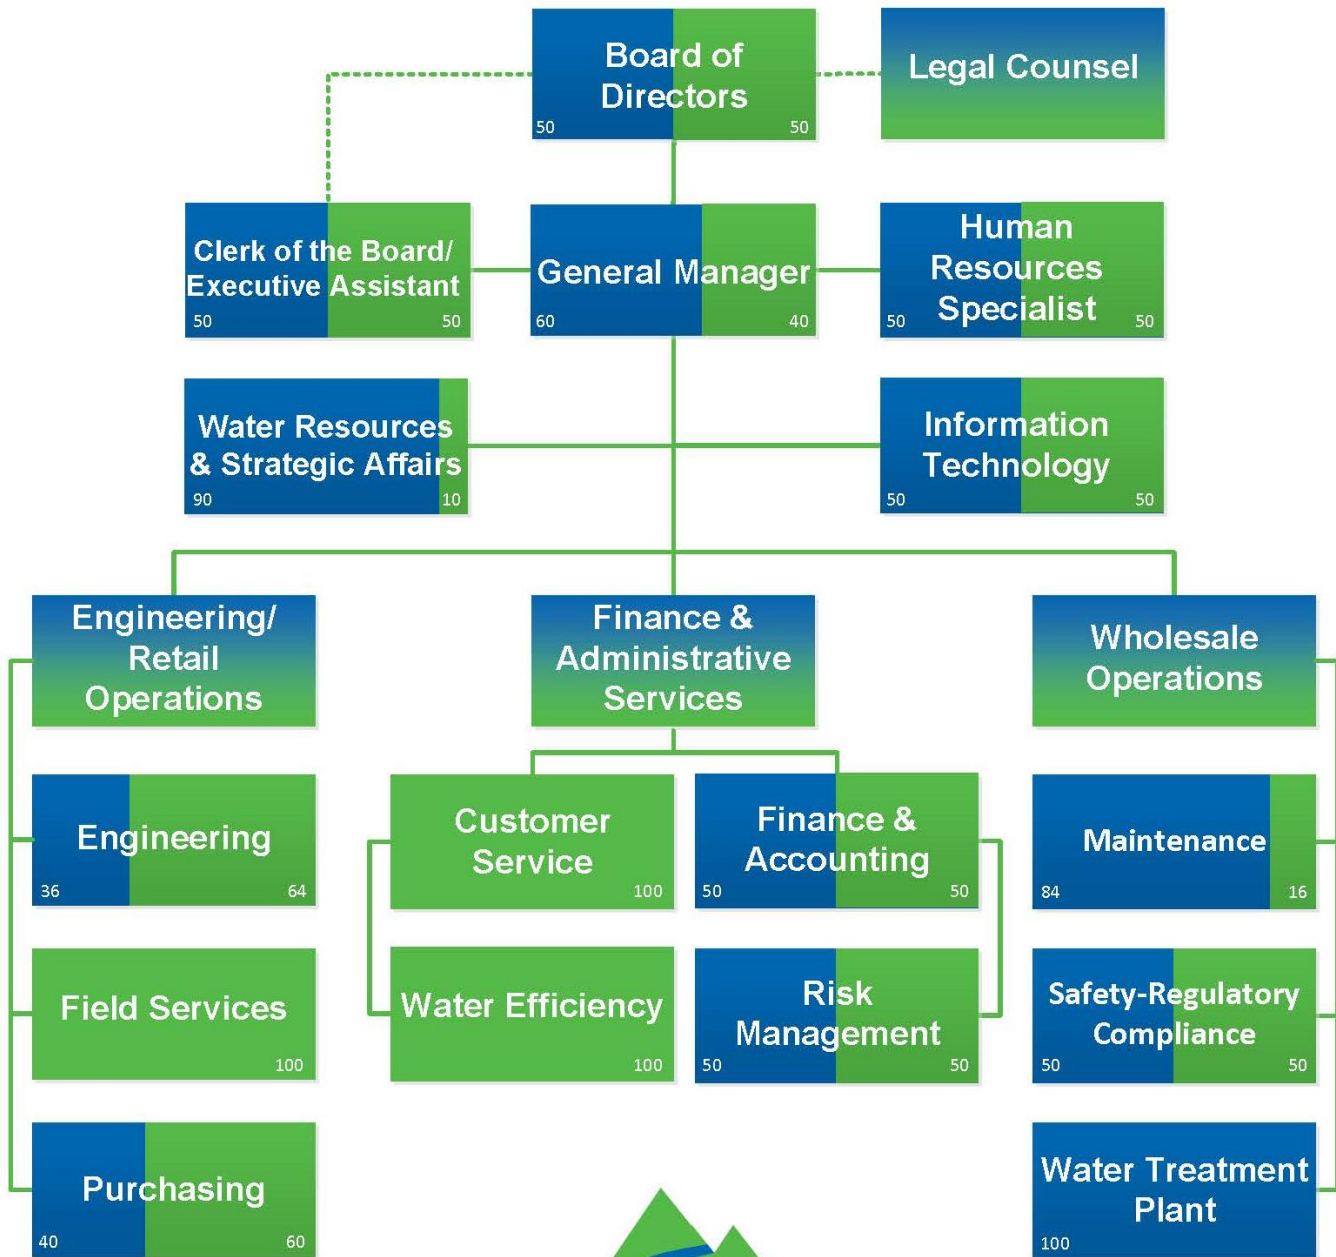 Board of
Directors
50 50
Legal Counsel
Clerk of the Board/
Executive Assistant
50 50
General Manager
60 40
Human
Resources
Specialist
50 50
Water Resources
& Strategic Affairs
90 10
Information
Technology
50 50
Engineering/
Retail
Operations
Finance &
Administrative
Services
Wholesale
Operations
Engineering
36 64
Customer
Service
100
Finance &
Accounting
50 50
Maintenance
84 16
Field Services
100
Water Efficiency
100
Risk
Management
50 50
Safety-Regulatory
Compliance
50 50
Purchasing
40 60
Water Treatment
Plant
100